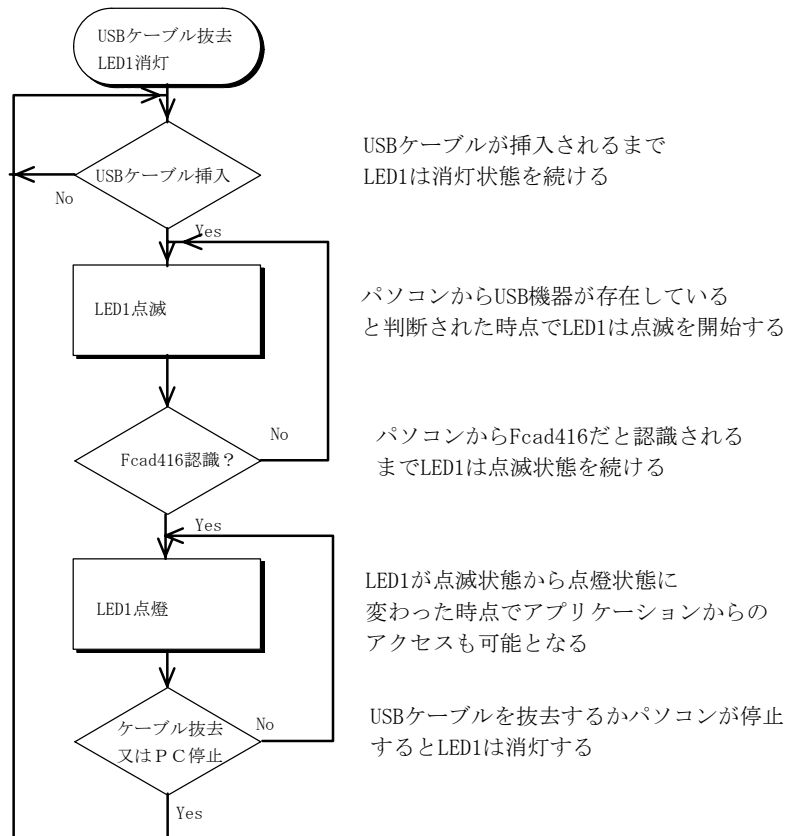 USBケーブル抜去
LED1消灯
USBケーブル挿入
No
Yes
USBケーブルが挿入されるまで
LED1は消灯状態を続ける
LED1点滅
パソコンからUSB機器が存在している
と判断された時点でLED1は点滅を開始する
Fcad416認識？
No
Yes
パソコンからFcad416だと認識される
までLED1は点滅状態を続ける
LED1点燈
LED1が点滅状態から点燈状態に
変わった時点でアプリケーションからの
アクセスも可能となる
ケーブル抜去
又はＰＣ停止
No
Yes
USBケーブルを抜去するかパソコンが停止
するとLED1は消灯する